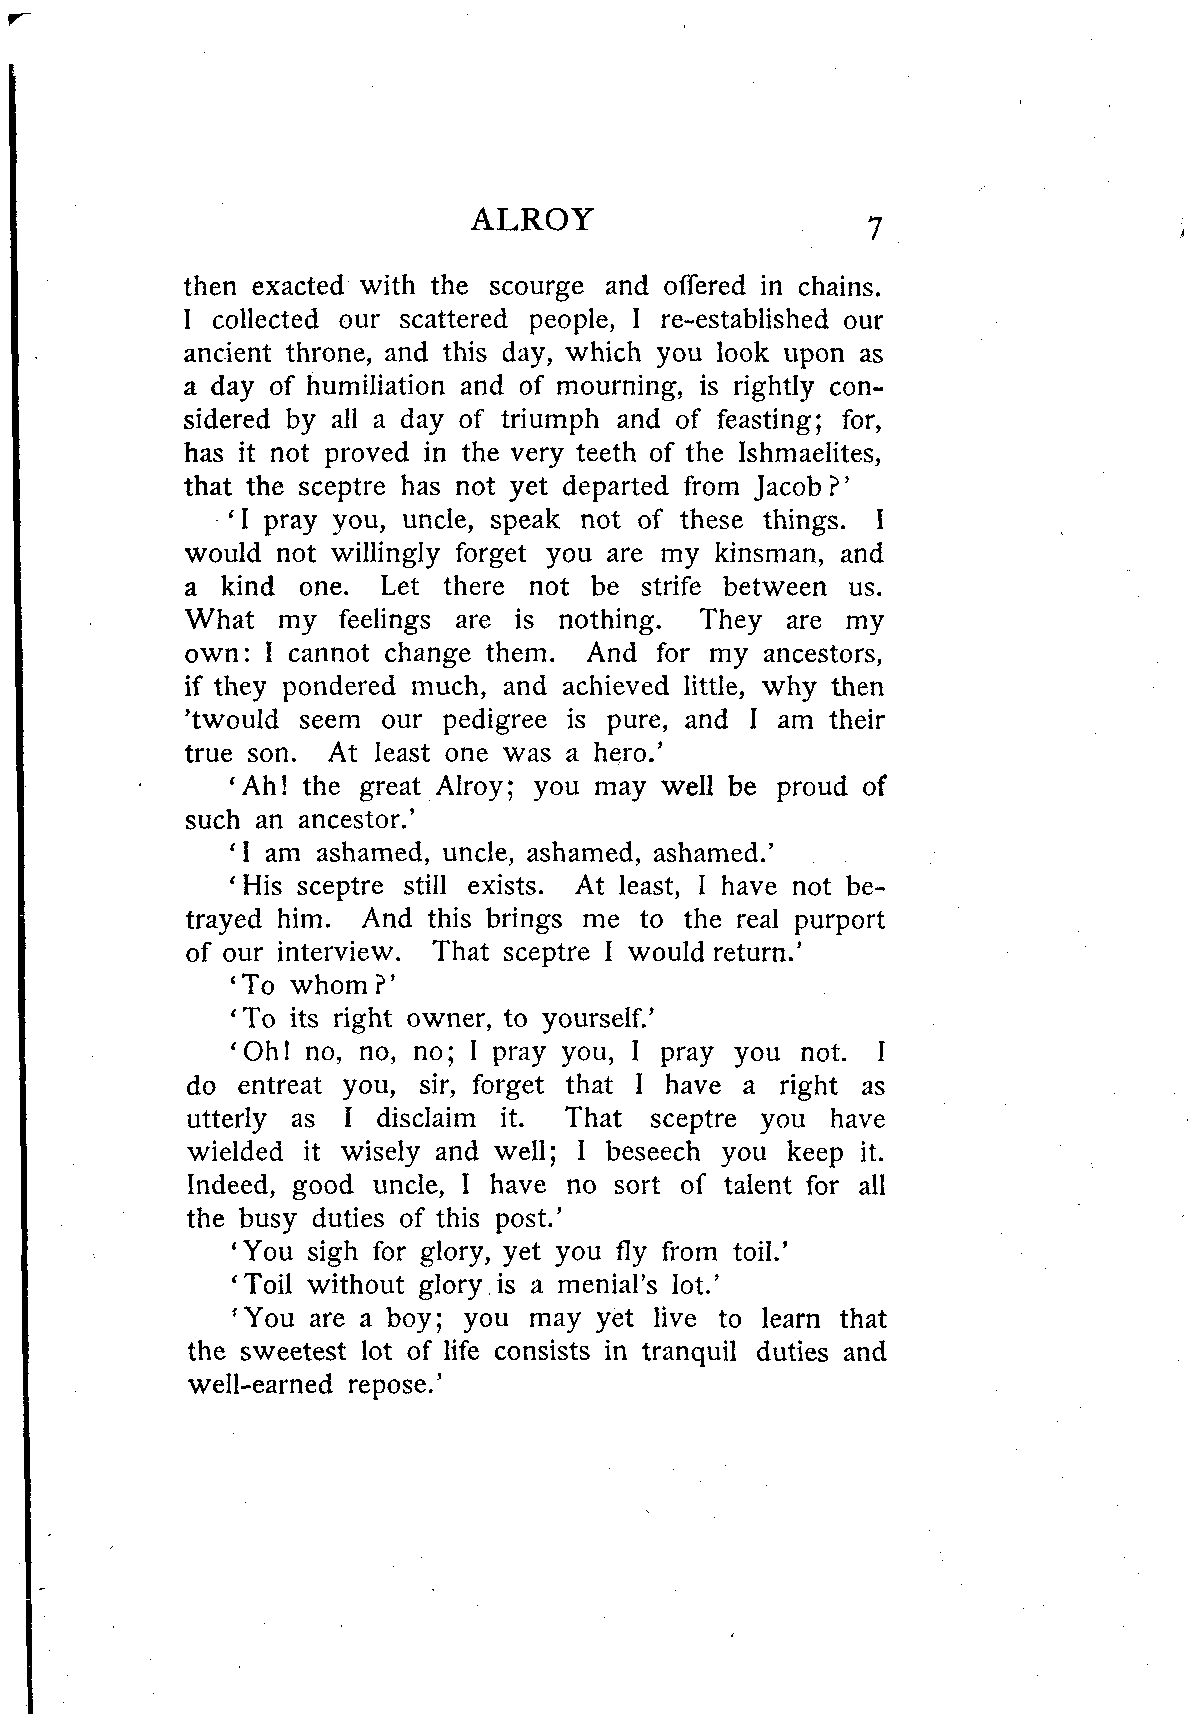 ALROY 7
then exacted with the scourge and offered in chains.
I collected our scattered people, I re-established our
ancient throne, and this day, which you look upon as
a day of humiliation and of mourning, is rightly con-
sidered by all a day of triumph and of feasting; for,
has it not proved in the very teeth of the Ishmaelites,
that the sceptre has not yet departed from Jacob?'
'I pray you, uncle, speak not of these things. I
would not willingly forget you are my kinsman, and
a kind one. Let there not be strife between us.
What my feelings are is nothing. They are my
own: I cannot change them. And for my ancestors,
if they pondered much, and achieved little, why then
'twould seem our pedigree is pure, and I am their
true son. At least one was a hero.'
'Ah! the great Alroy; you may well be proud of
such an ancestor.'
'I am ashamed, uncle, ashamed, ashamed.'
'His sceptre still exists. At least, I have not be-
trayed him. And this brings me to the real purport
of our interview. That sceptre I would return.'
'To whom?'
'To its right owner, to yourself.'
'Oh! no, no, no; I pray you, I pray you not. I
do entreat you, sir, forget that I have a right as
utterly as I disclaim it. That sceptre you have
wielded it wisely and well; I beseech you keep it.
Indeed, good uncle, I have no sort of talent for all
the busy duties of this post.'
'You sigh for glory, yet you fly from toil.'
'Toil without glory is a menial's lot.'
'You are a boy; you may yet live to learn that
the sweetest lot of life consists in tranquil duties and
well-earned repose.'